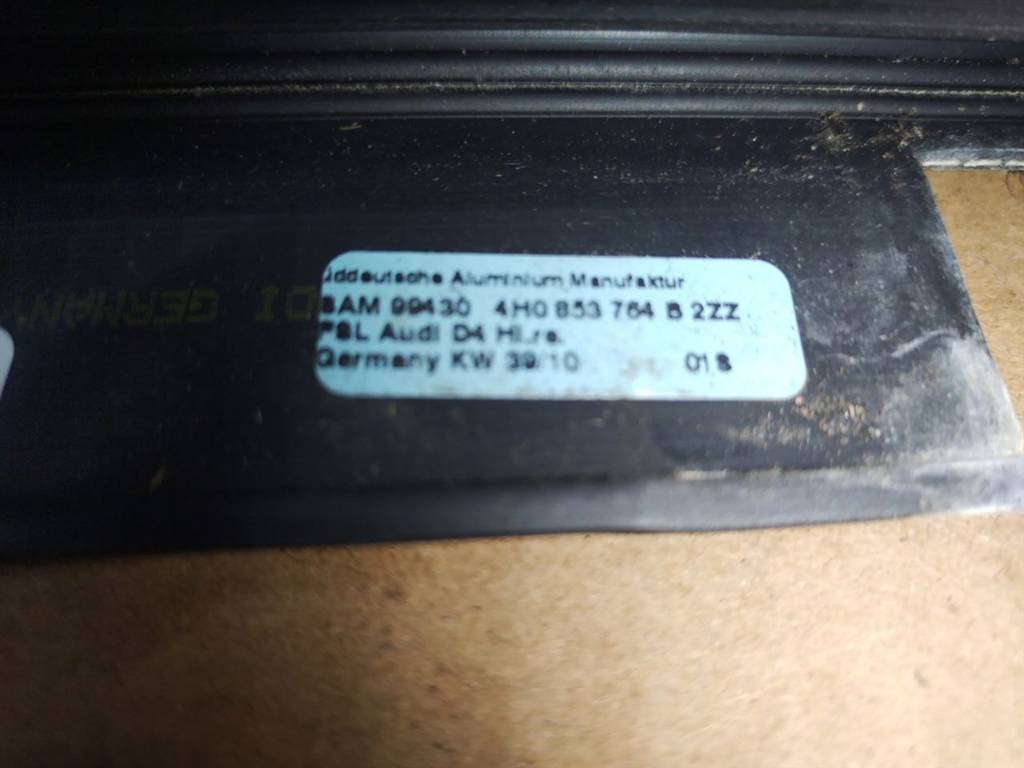 üddeutsche Aluminium Manufaktur
SAM 99430 4H0 853 764 B 2ZZ
FSL Audi D4 HI.re.
Germany KW 39/10 01 S
GERMANY